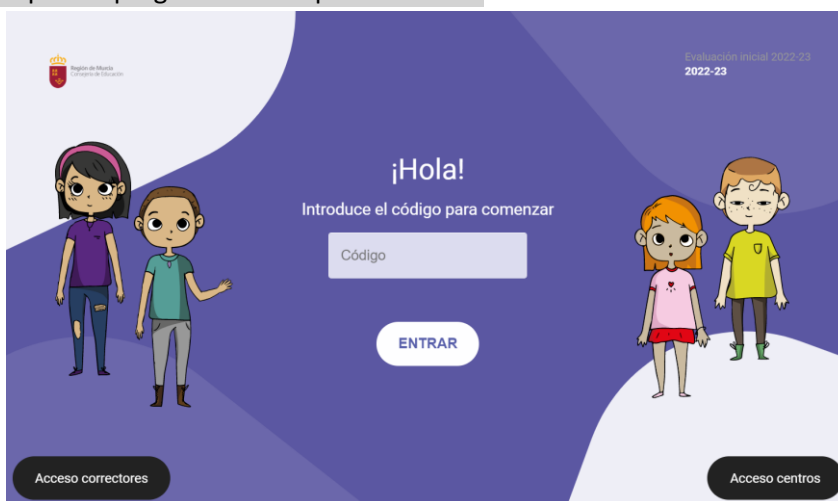 Región de Murcia
Consejería de Educación
Evaluación inicial 2022-23
2022-23
¡Hola!
Introduce el código para comenzar
Código
ENTRAR
Acceso correctores
Acceso centros